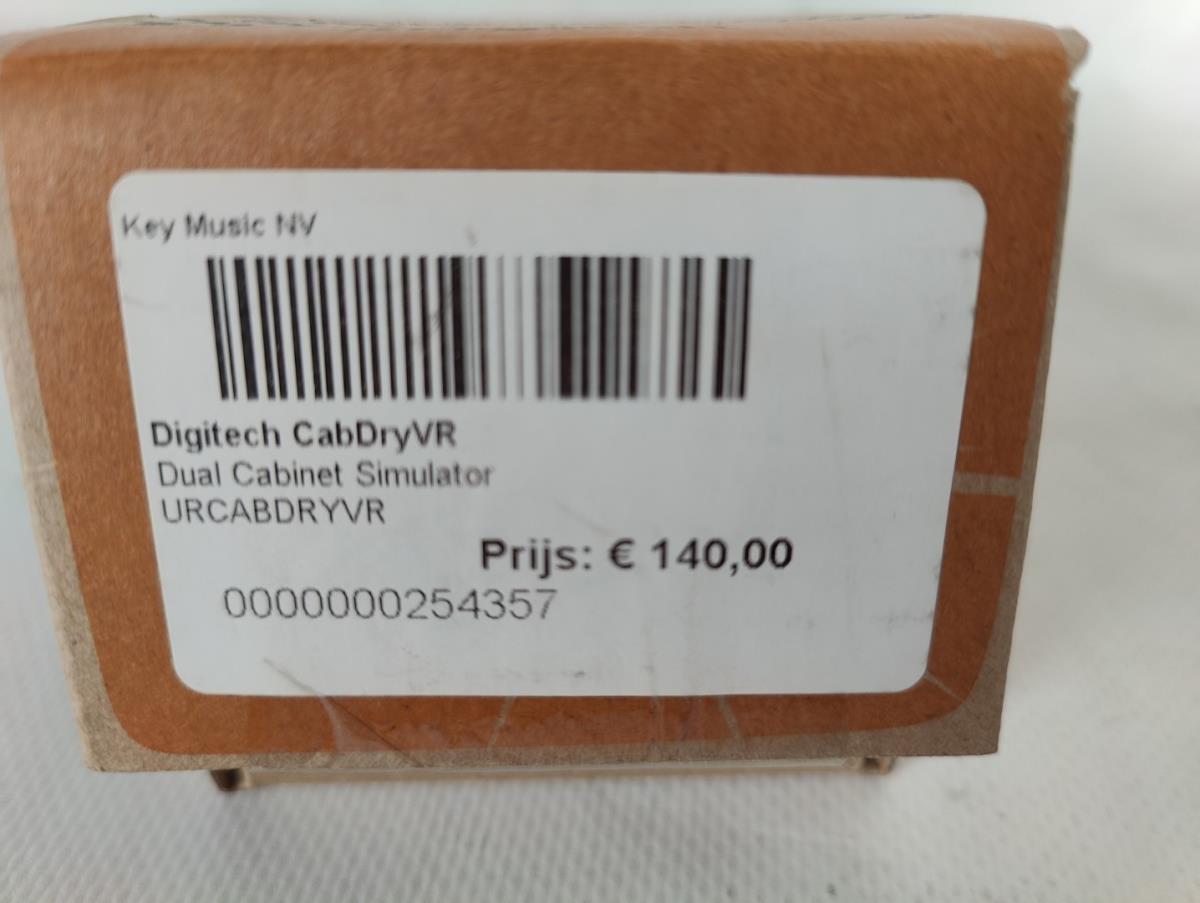 Key Music NV
Digitech CabDryVR
Dual Cabinet Simulator
URCABDRYVR
Prijs: € 140,00
0000000254357